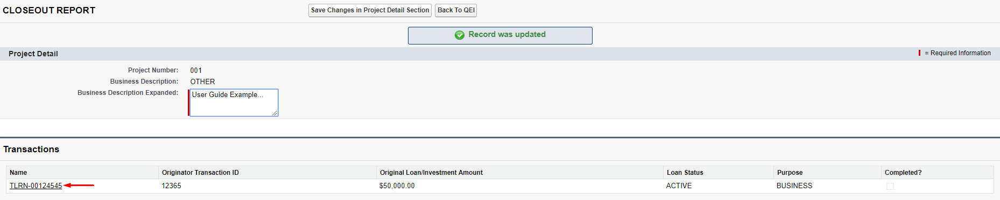 CLOSEOUT REPORT
Save Changes in Project Detail Section
Back To QEI
Record was updated
Project Detail
= Required Information
Project Number: 001
Business Description: OTHER
Business Description Expanded: User Guide Example...
Transactions
Name Originator Transaction ID Original Loan/Investment Amount Loan Status Purpose Completed?
TLRN-00124545 12365 $50,000.00 ACTIVE BUSINESS